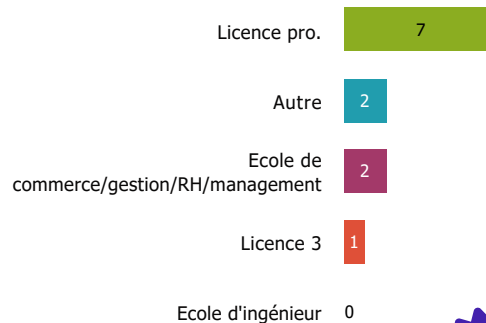 Licence pro. 7
Autre 2
Ecole de
commerce/gestion/RH/management 2
Licence 3 1
Ecole d'ingénieur 0